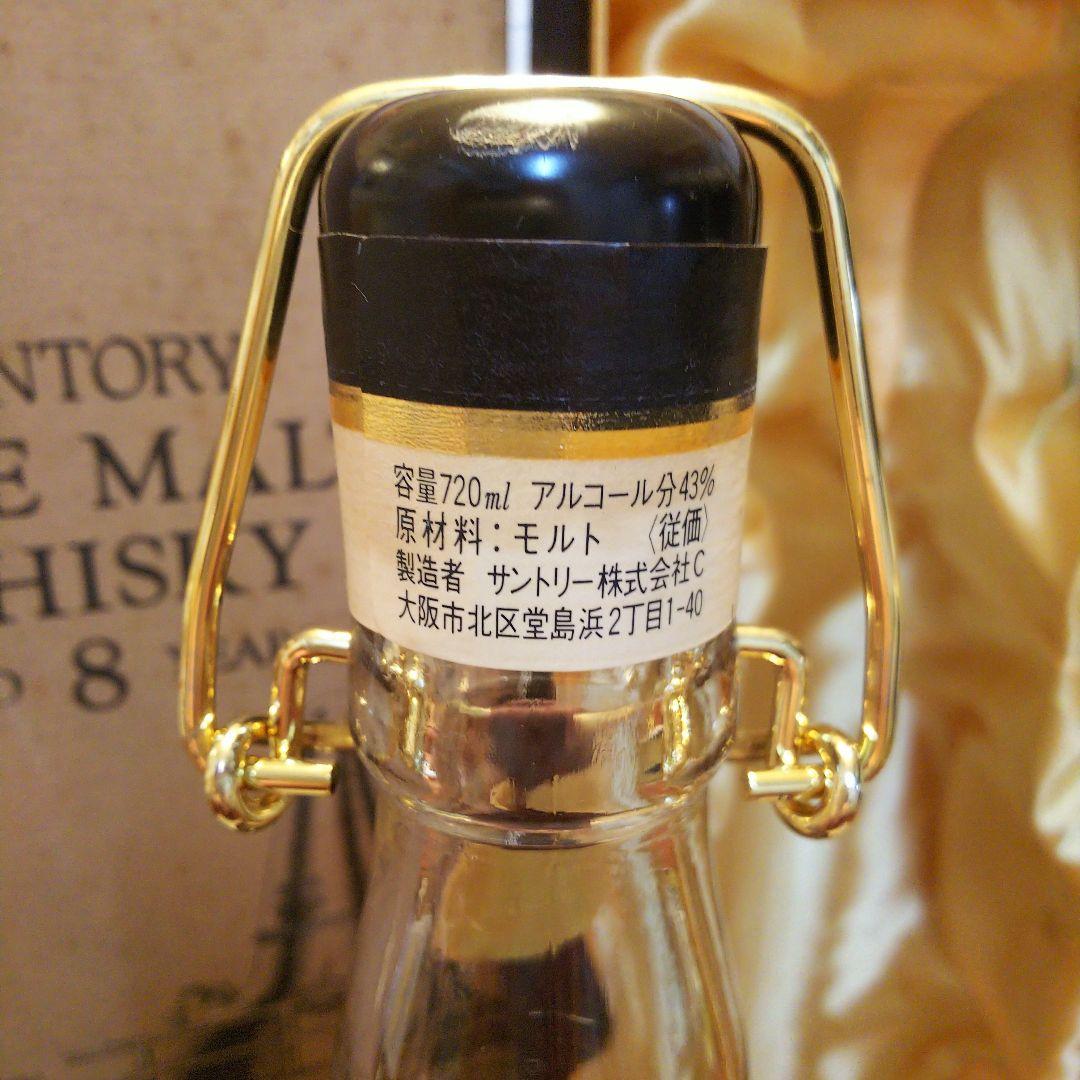 NTORY
E MAL
HISKY
8 YEAR
容量720ml アルコール分43%
原材料：モルト 〈従価〉
製造者 サントリー株式会社C
大阪市北区堂島浜2丁目1-40